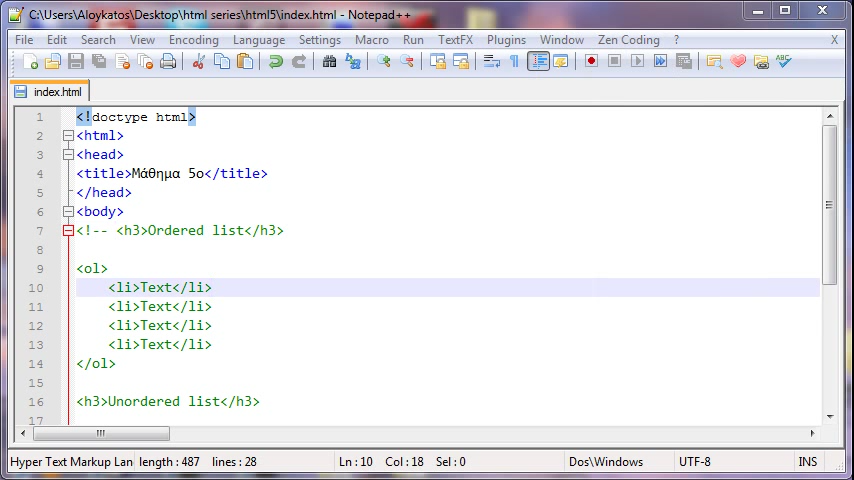 C:\Users\Aloykatos\Desktop\html series\html5\index.html - Notepad++
File Edit Search View Encoding Language Settings Macro Run TextFX Plugins Window Zen Coding ? X
index.html
1 <!doctype html>
2 <html>
3 <head>
4 <title>Μάθημα 5ο</title>
5 </head>
6 <body>
7 <!-- <h3>Ordered list</h3>
8
9 <ol>
10 <li>Text</li>
11 <li>Text</li>
12 <li>Text</li>
13 <li>Text</li>
14 </ol>
15
16 <h3>Unordered list</h3>
17
Hyper Text Markup Lan length : 487 lines : 28 Ln : 10 Col : 18 Sel : 0 Dos\Windows UTF-8 INS